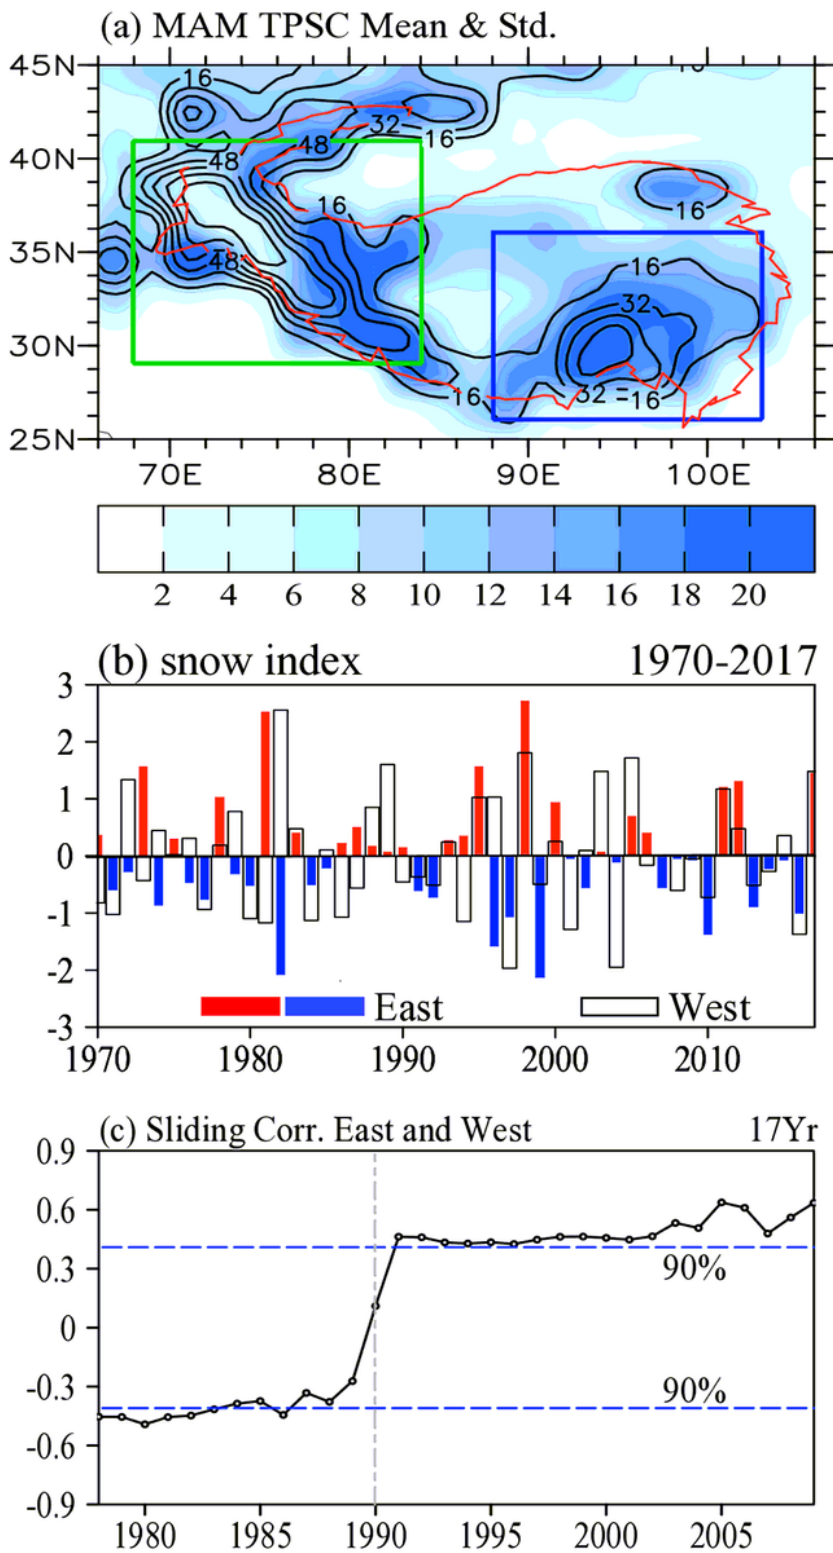 (a) MAM TPSC Mean & Std.
45N
40N
35N
30N
25N
16
32
16
48
48
16
16
48
16
32
16
32
16
70E 80E 90E 100E
2 4 6 8 10 12 14 16 18 20
(b) snow index 1970-2017
3
2
1
0
-1
-2
-3
East West
1970 1980 1990 2000 2010
(c) Sliding Corr. East and West 17Yr
0.9
0.6
0.3
0
-0.3
-0.6
-0.9
90%
90%
1980 1985 1990 1995 2000 2005